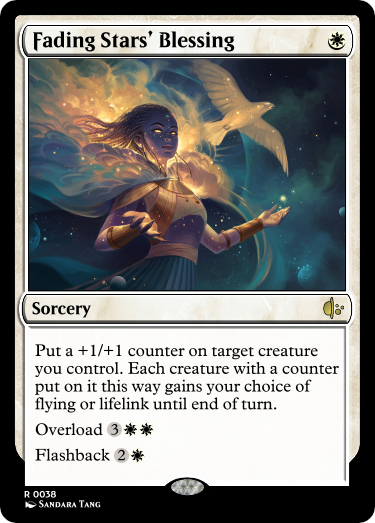 Fading Stars' Blessing
Sorcery
Put a +1/+1 counter on target creature
you control. Each creature with a counter
put on it this way gains your choice of
flying or lifelink until end of turn.
Overload 3
Flashback 2
R 0038
Sandara Tang